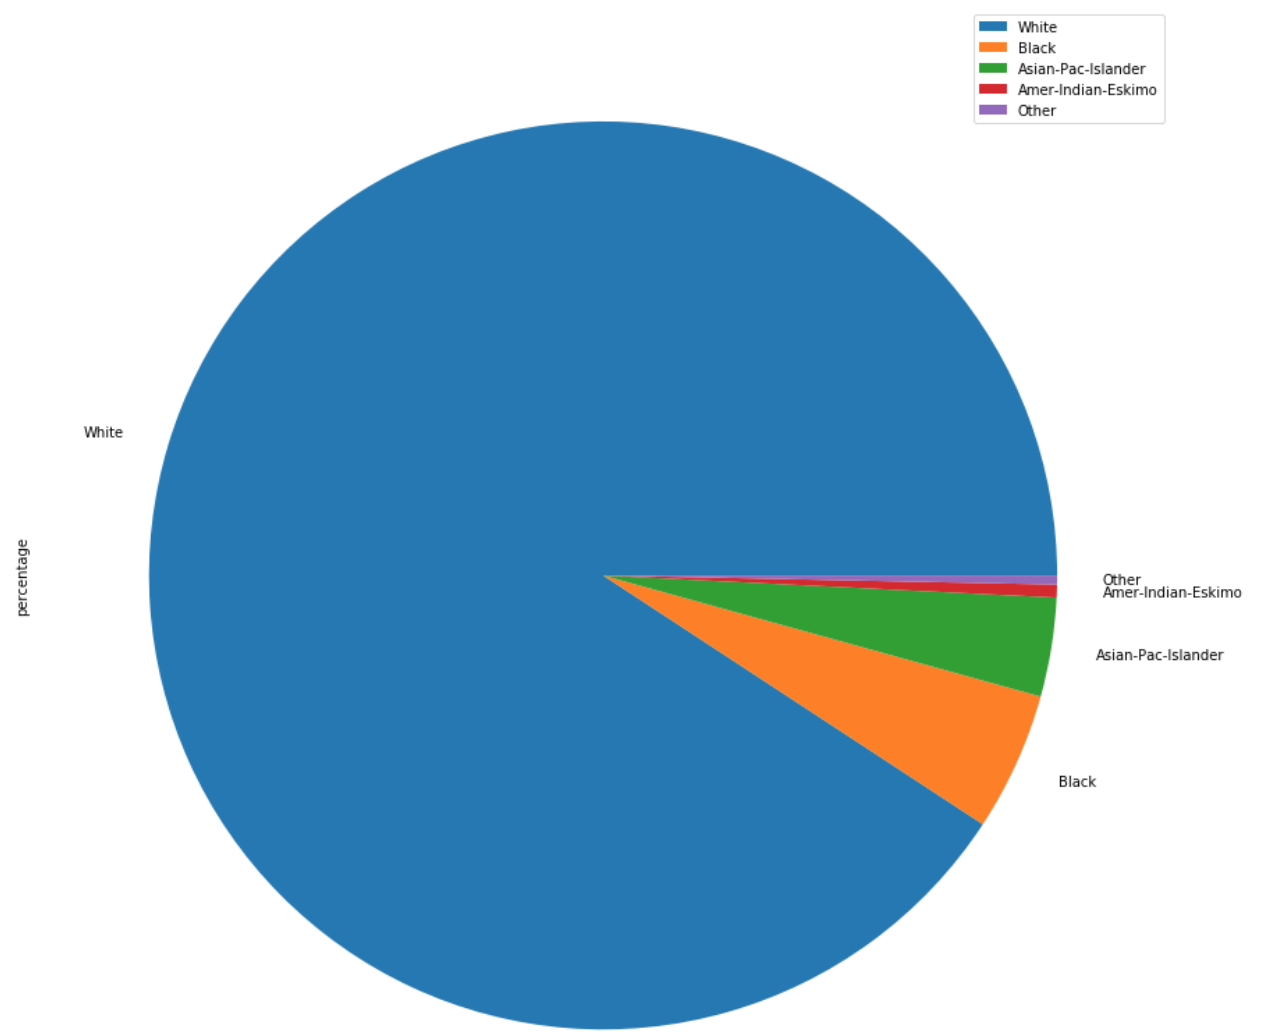 White
Black
Asian-Pac-Islander
Amer-Indian-Eskimo
Other
White
percentage
Other
Amer-Indian-Eskimo
Asian-Pac-Islander
Black